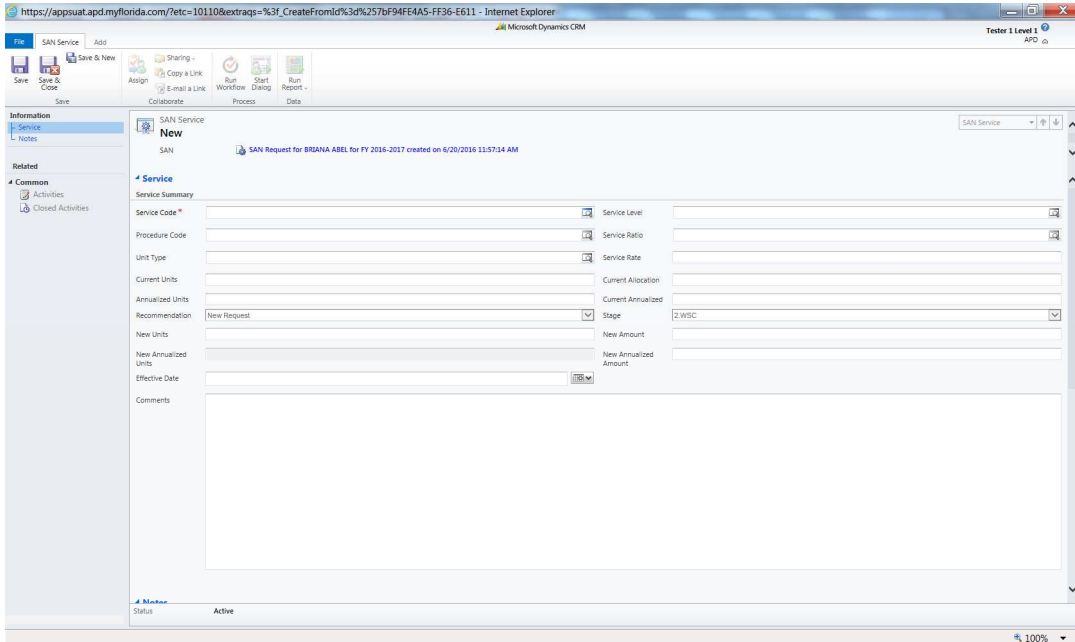 https://appsuat.apd.myflorida.com/?etc=10110&extraqs=%3f_CreateFromId%3d%257bF94FE4A5-FF36-E611 - Internet Explorer
Microsoft Dynamics CRM
Tester 1 Level 1
APD
File SAN Service Add
Save
Save & Close
Save & New
Save
Assign
Sharing
Copy a Link
E-mail a Link
Collaborate
Run Workflow
Start Dialog
Process
Run Report
Data
Information
Service
Notes
Related
Common
Activities
Closed Activities
SAN Service
New
SAN Service
SAN SAN Request for BRIANA ABEL for FY 2016-2017 created on 6/20/2016 11:57:14 AM
Service
Service Summary
Service Code * Service Level
Procedure Code Service Ratio
Unit Type Service Rate
Current Units Current Allocation
Annualized Units Current Annualized
Recommendation New Request Stage 2.WSC
New Units New Amount
New Annualized Units New Annualized Amount
Effective Date
Comments
Notes
Status Active
100%